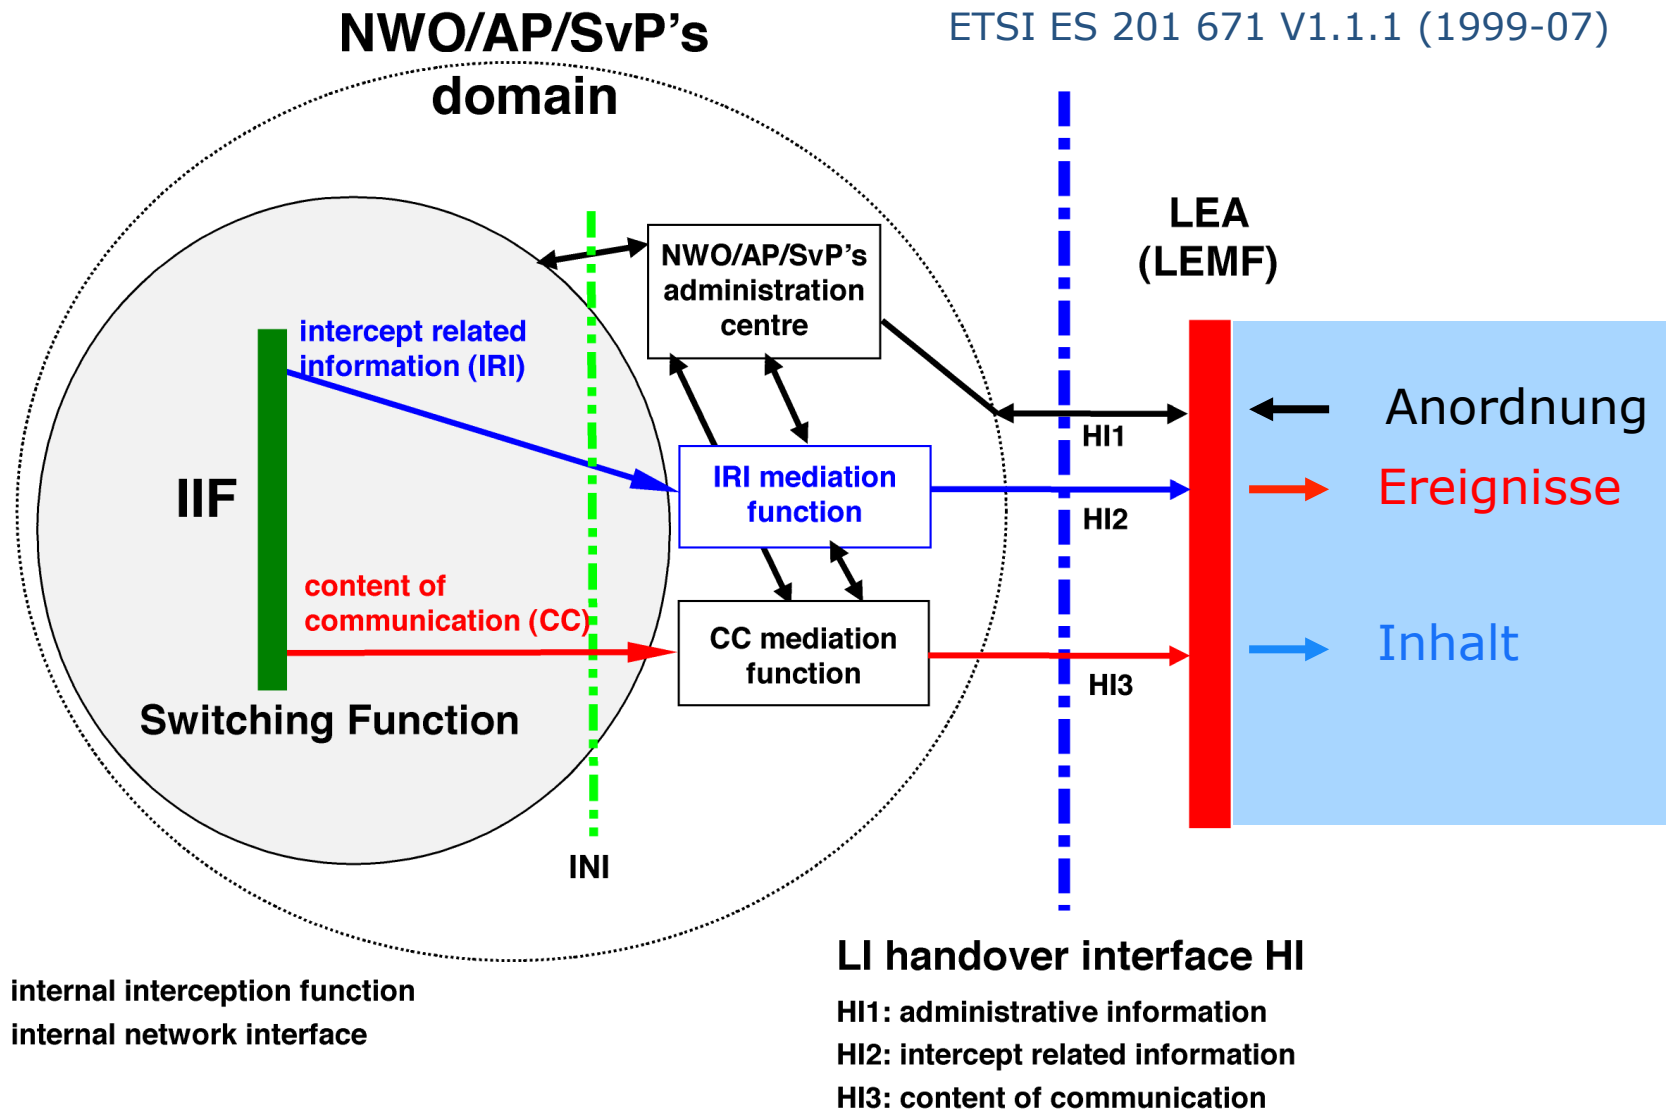 NWO/AP/SvP's
domain
ETSI ES 201 671 V1.1.1 (1999-07)
LEA
(LEMF)
NWO/AP/SvP's
administration
centre
intercept related
information (IRI)
Anordnung
HI1
IRI mediation
function
Ereignisse
HI2
IIF
content of
communication (CC)
CC mediation
function
Inhalt
HI3
Switching Function
INI
LI handover interface HI
internal interception function
internal network interface
HI1: administrative information
HI2: intercept related information
HI3: content of communication